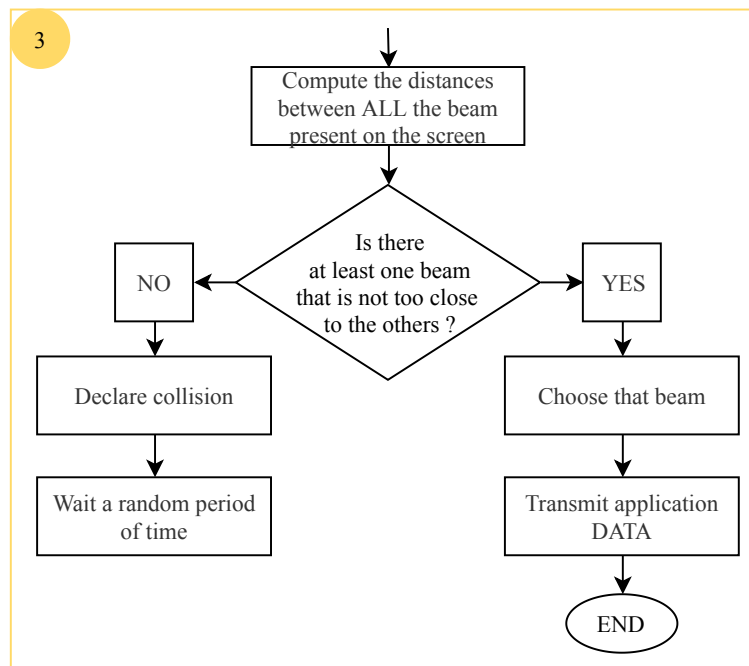 3
Compute the distances
between ALL the beam
present on the screen
Is there
at least one beam
that is not too close
to the others ?
NO
YES
Declare collision
Choose that beam
Wait a random period
of time
Transmit application
DATA
END